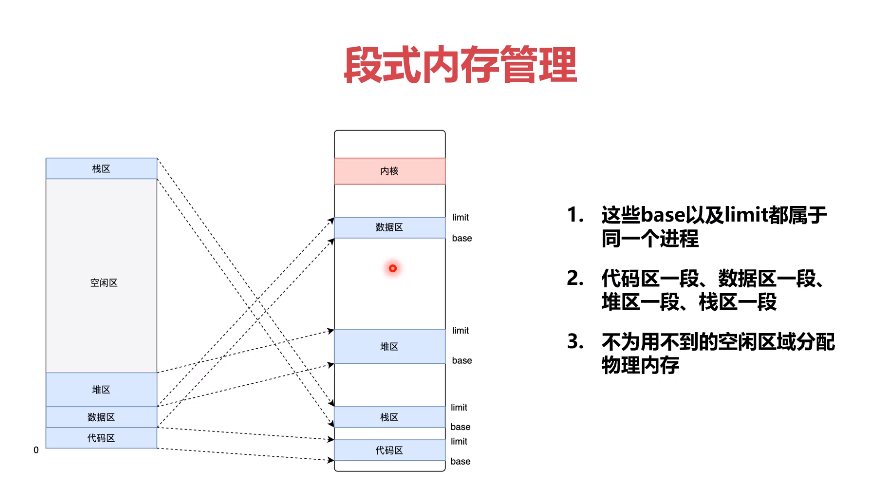 段式内存管理
栈区
空闲区
堆区
数据区
代码区
0
内核
数据区
limit
base
堆区
limit
base
栈区
limit
base
代码区
limit
base
1. 这些base以及limit都属于
同一个进程
2. 代码区一段、数据区一段、
堆区一段、栈区一段
3. 不为用不到的空闲区域分配
物理内存